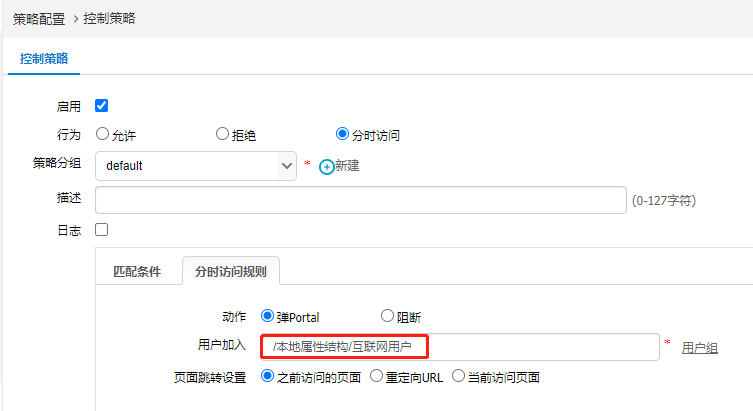 策略配置 > 控制策略
控制策略
启用
行为 允许 拒绝 分时访问
策略分组 default * 新建
描述 (0-127字符)
日志
匹配条件 分时访问规则
动作 弹Portal 阻断
用户加入 /本地属性结构/互联网用户 * 用户组
页面跳转设置 之前访问的页面 重定向URL 当前访问页面